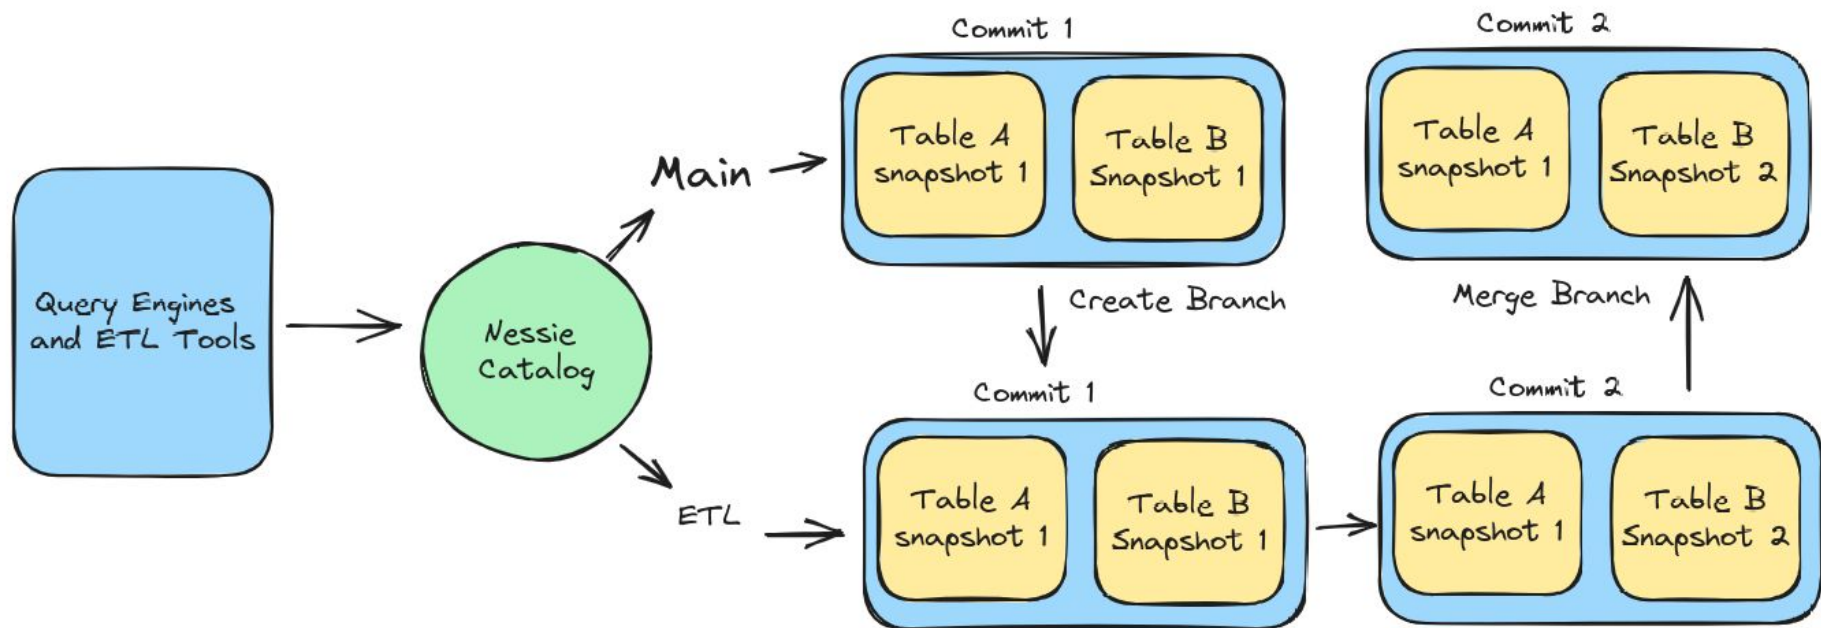 Commit 1
Commit 2
Table A
snapshot 1
Table B
Snapshot 1
Table A
snapshot 1
Table B
Snapshot 2
Main
Query Engines
and ETL Tools
Nessie
Catalog
Create Branch
Merge Branch
ETL
Commit 1
Commit 2
Table A
snapshot 1
Table B
Snapshot 1
Table A
snapshot 1
Table B
Snapshot 2